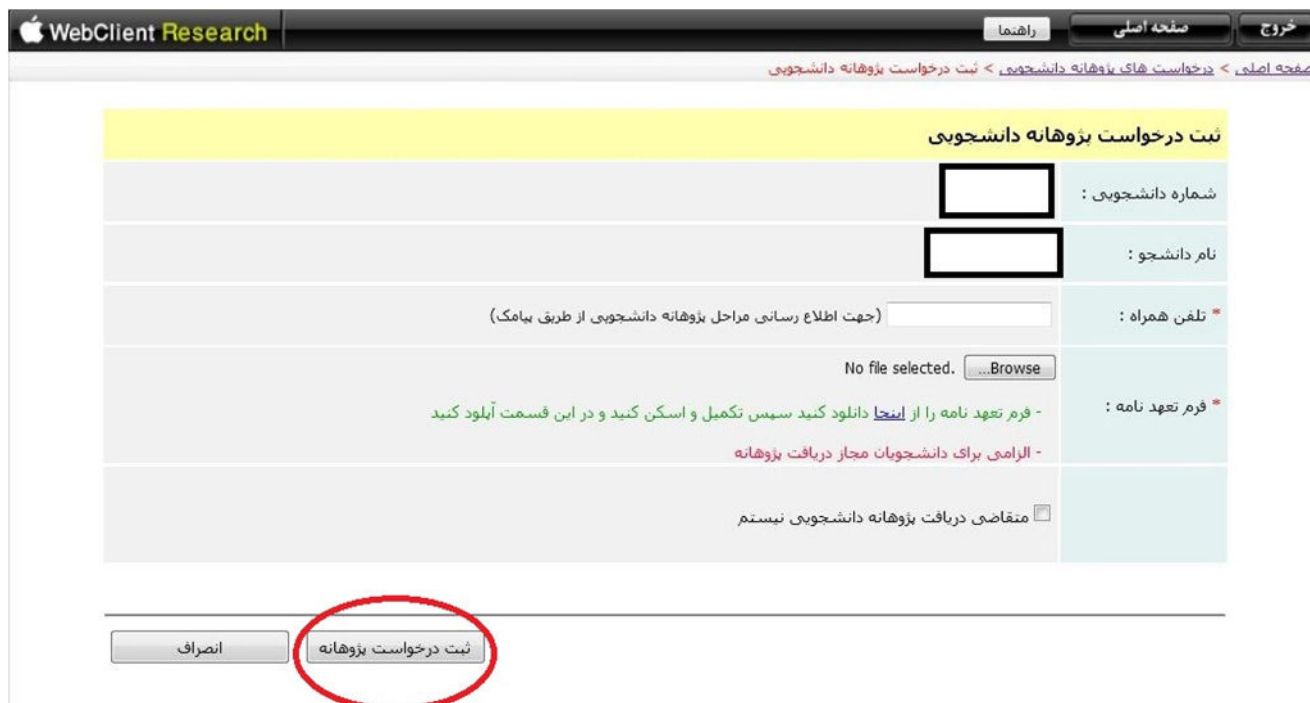 WebClient Research
راهنما
صفحه اصلی
خروج
صفحه اصلی > درخواست های پژوهانه دانشجویی > ثبت درخواست پژوهانه دانشجویی
ثبت درخواست پژوهانه دانشجویی
شماره دانشجویی :
نام دانشجو :
* تلفن همراه :
(جهت اطلاع رسانی مراحل پژوهانه دانشجویی از طریق پیامک)
* فرم تعهد نامه :
Browse... No file selected.
- فرم تعهد نامه را از اینجا دانلود کنید سپس تکمیل و اسکن کنید و در این قسمت آپلود کنید
- الزامی برای دانشجویان مجاز دریافت پژوهانه
متقاضی دریافت پژوهانه دانشجویی نیستم
ثبت درخواست پژوهانه
انصراف